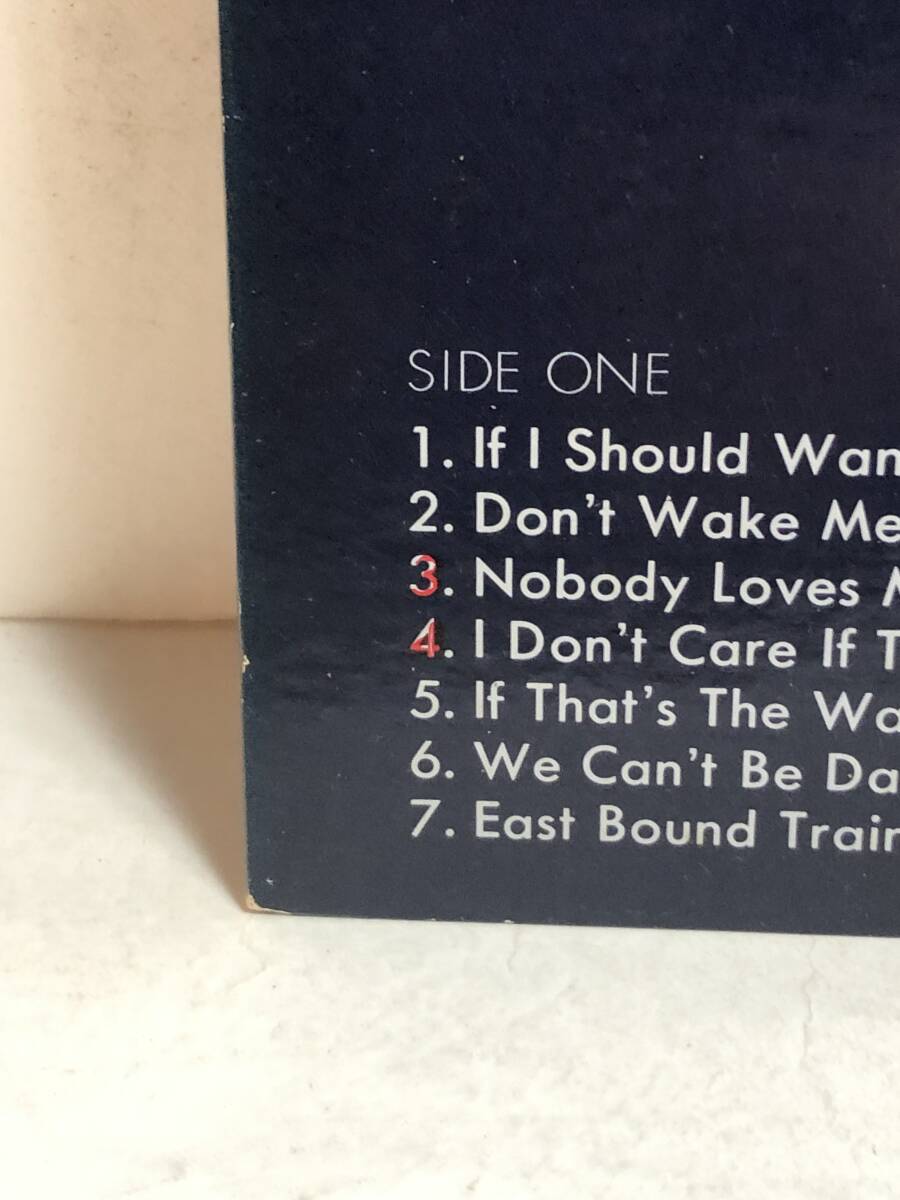 SIDE ONE
1. If I Should Wan
2. Don't Wake Me
3. Nobody Loves
4. I Don't Care If T
5. If That's The Wa
6. We Can't Be Da
7. East Bound Train